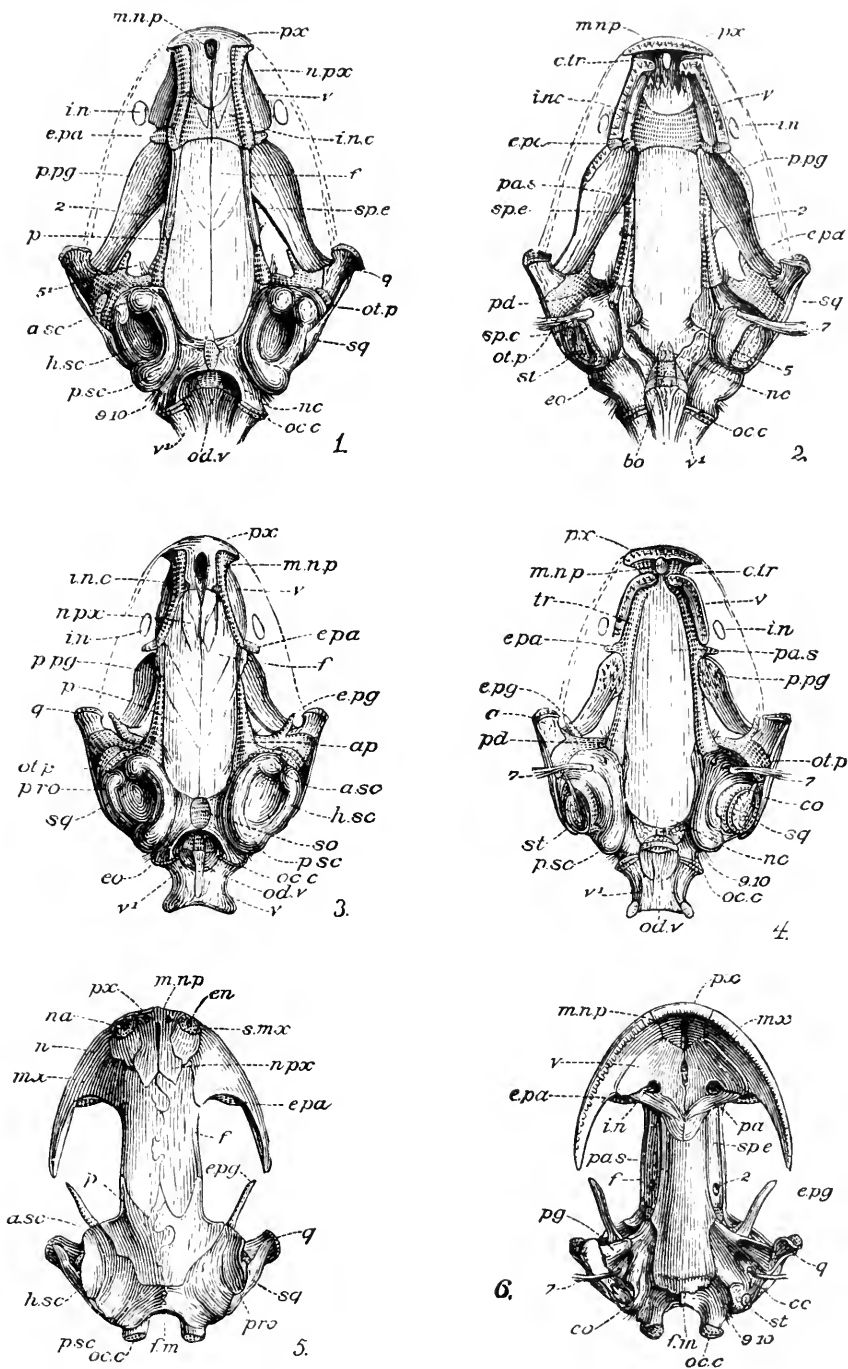 m.n.p
px
n.px
v
i.n
e.pa
i.n.c
p.pg
f
2
sp.e
p
5¹
q
a.sc
ot.p
h.sc
sq
p.sc
9.10
nc
oc.c
v¹
od.v
1.
m.n.p
px
c.tr
v
i.nc
i.n
e.pa
p.pg
pa.s
sp.e
2
e.pa
pd
sq
sp.c
7
ot.p
5
st
eo
nc
oc.c
bo
v¹
2.
px
i.n.c
m.n.p
v
n.px
i.n
e.pa
p.pg
f
p
e.pg
q
ap
ot.p
a.sc
p.ro
h.sc
sq
so
p.sc
eo
oc.c
od.v
v¹
v
3.
p.x
m.n.p
c.tr
tr
v
i.n
e.pa
pa.s
p.pg
e.pg
pd
ot.p
7
7
co
st
sq
p.sc
nc
9.10
v¹
oc.c
od.v
4.
m.n.p
px
en
na
s.mx
n
n.px
mx
e.pa
f
epg
p
a.sc
q
h.sc
sq
pro
p.sc
oc.c
f.m
5.
p.x
m.n.p
mx
v
e.pa
i.n
pa
sp.e
pa.s
f
2
e.pg
pg
q
7
cc
st
co
9.10
f.m
oc.c
6.